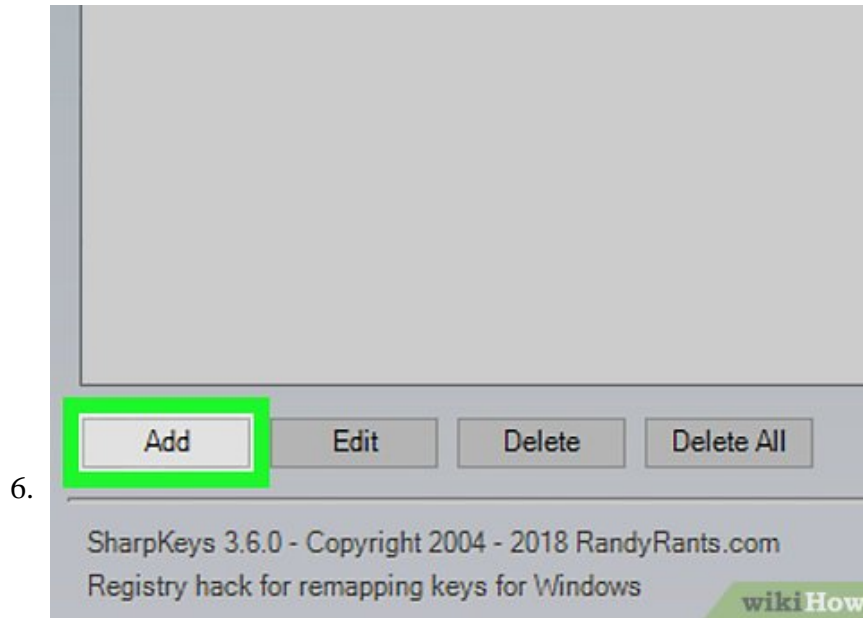 Add Edit Delete Delete All
6.
SharpKeys 3.6.0 - Copyright 2004 - 2018 RandyRants.com
Registry hack for remapping keys for Windows
wikiHow